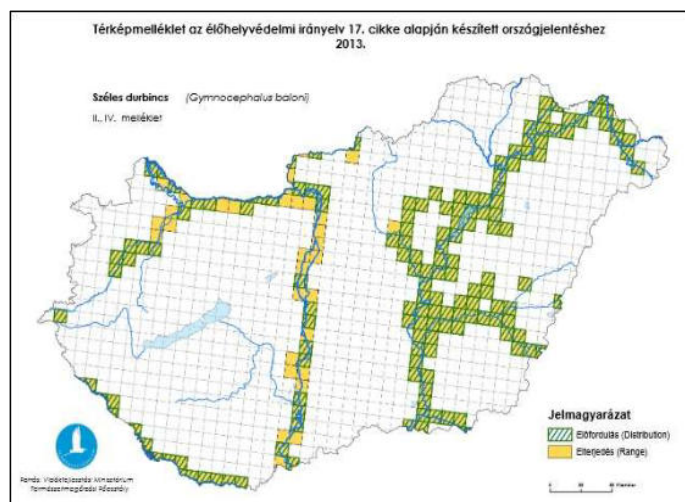 Térképmelléklet az élőhelyvédelmi irányelv 17. cikke alapján készített országjelentéshez
2013.
Széles durbincs (Gymnocephalus baloni)
II., IV. melléklet
Jelmagyarázat
Előfordulás (Distribution)
Elterjedés (Range)
Forrás: Vidékfejlesztési Minisztérium
Természetmegőrzési Főosztály